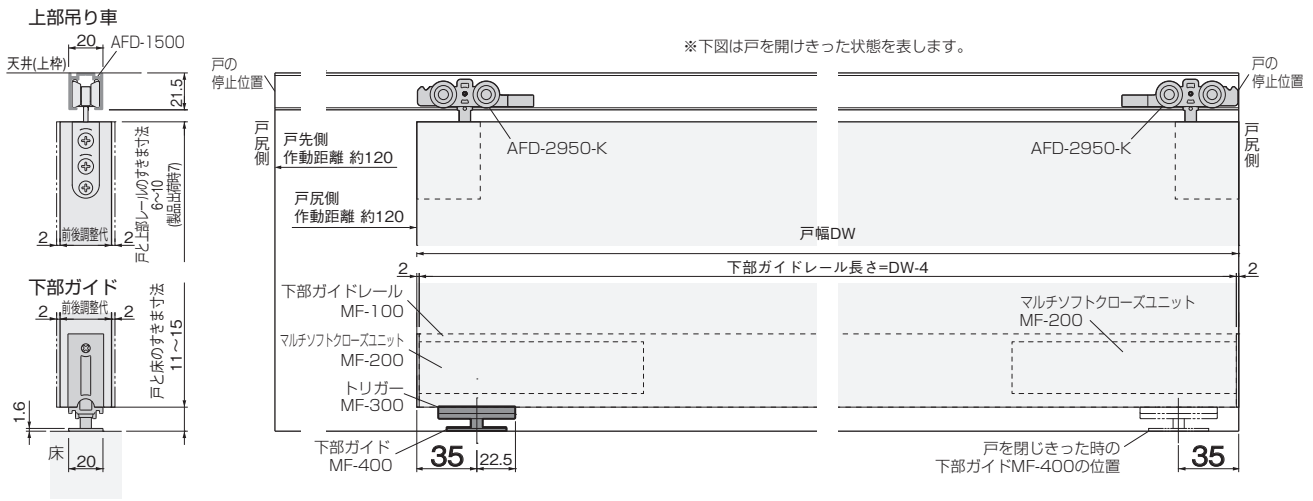 上部吊り車
20
AFD-1500
天井(上枠)
21.5
戸と上部レールのすきま寸法
6〜10
(製品出荷時7)
2
前後調整代
2
下部ガイド
2
前後調整代
2
戸と床のすきま寸法
11〜15
1.6
床
20
※下図は戸を開けきった状態を表します。
戸の
停止位置
戸の
停止位置
戸尻側
戸先側
作動距離 約120
AFD-2950-K
AFD-2950-K
戸尻側
戸尻側
作動距離 約120
戸幅DW
2
下部ガイドレール長さ=DW-4
2
下部ガイドレール
MF-100
マルチソフトクローズユニット
MF-200
マルチソフトクローズユニット
MF-200
トリガー
MF-300
下部ガイド
MF-400
35
22.5
戸を閉じきった時の
下部ガイドMF-400の位置
35